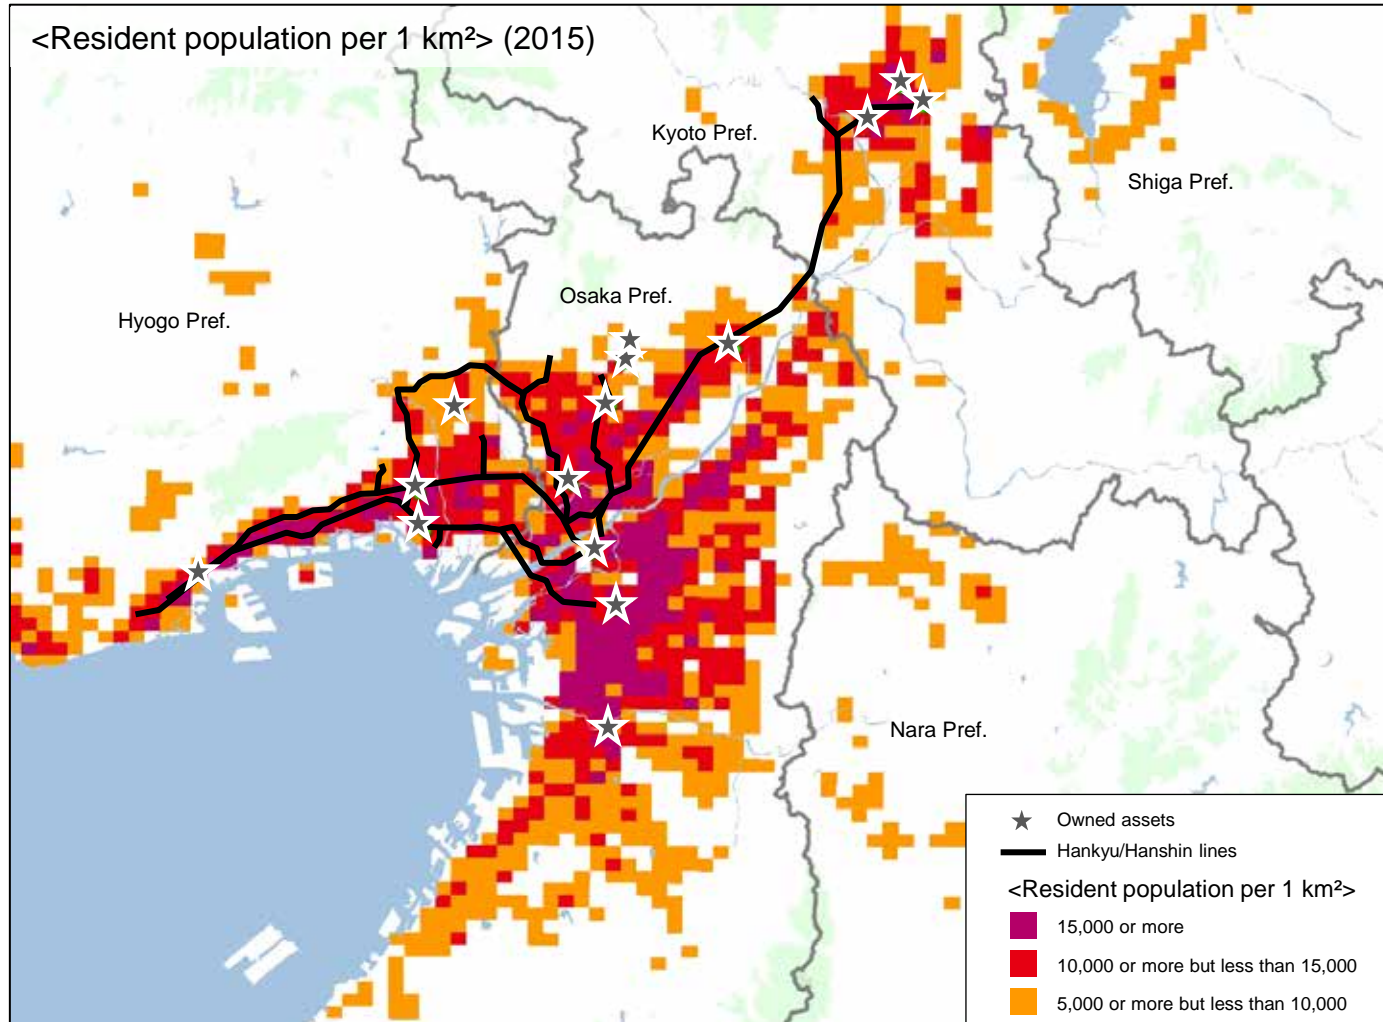 <Resident population per 1 km²> (2015)
Kyoto Pref.
Shiga Pref.
Osaka Pref.
Hyogo Pref.
Nara Pref.
Owned assets
Hankyu/Hanshin lines
<Resident population per 1 km²>
15,000 or more
10,000 or more but less than 15,000
5,000 or more but less than 10,000